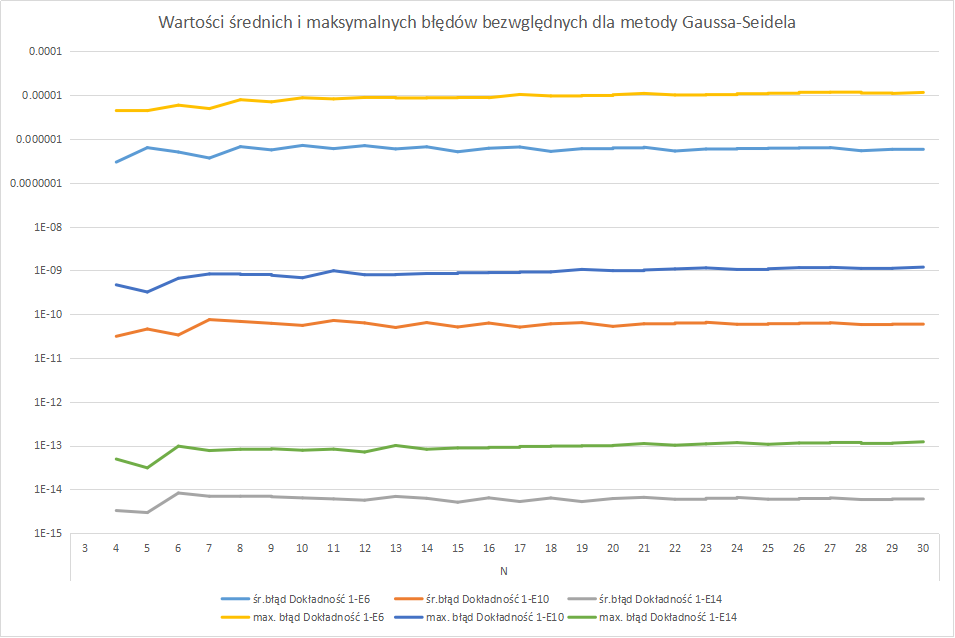 Wartości średnich i maksymalnych błędów bezwględnych dla metody Gaussa-Seidela
0.0001
0.00001
0.000001
0.0000001
1E-08
1E-09
1E-10
1E-11
1E-12
1E-13
1E-14
1E-15
3 4 5 6 7 8 9 10 11 12 13 14 15 16 17 18 19 20 21 22 23 24 25 26 27 28 29 30
N
śr.błąd Dokładność 1-E6 śr.błąd Dokładność 1-E10 śr.błąd Dokładność 1-E14
max. błąd Dokładność 1-E6 max. błąd Dokładność 1-E10 max. błąd Dokładność 1-E14